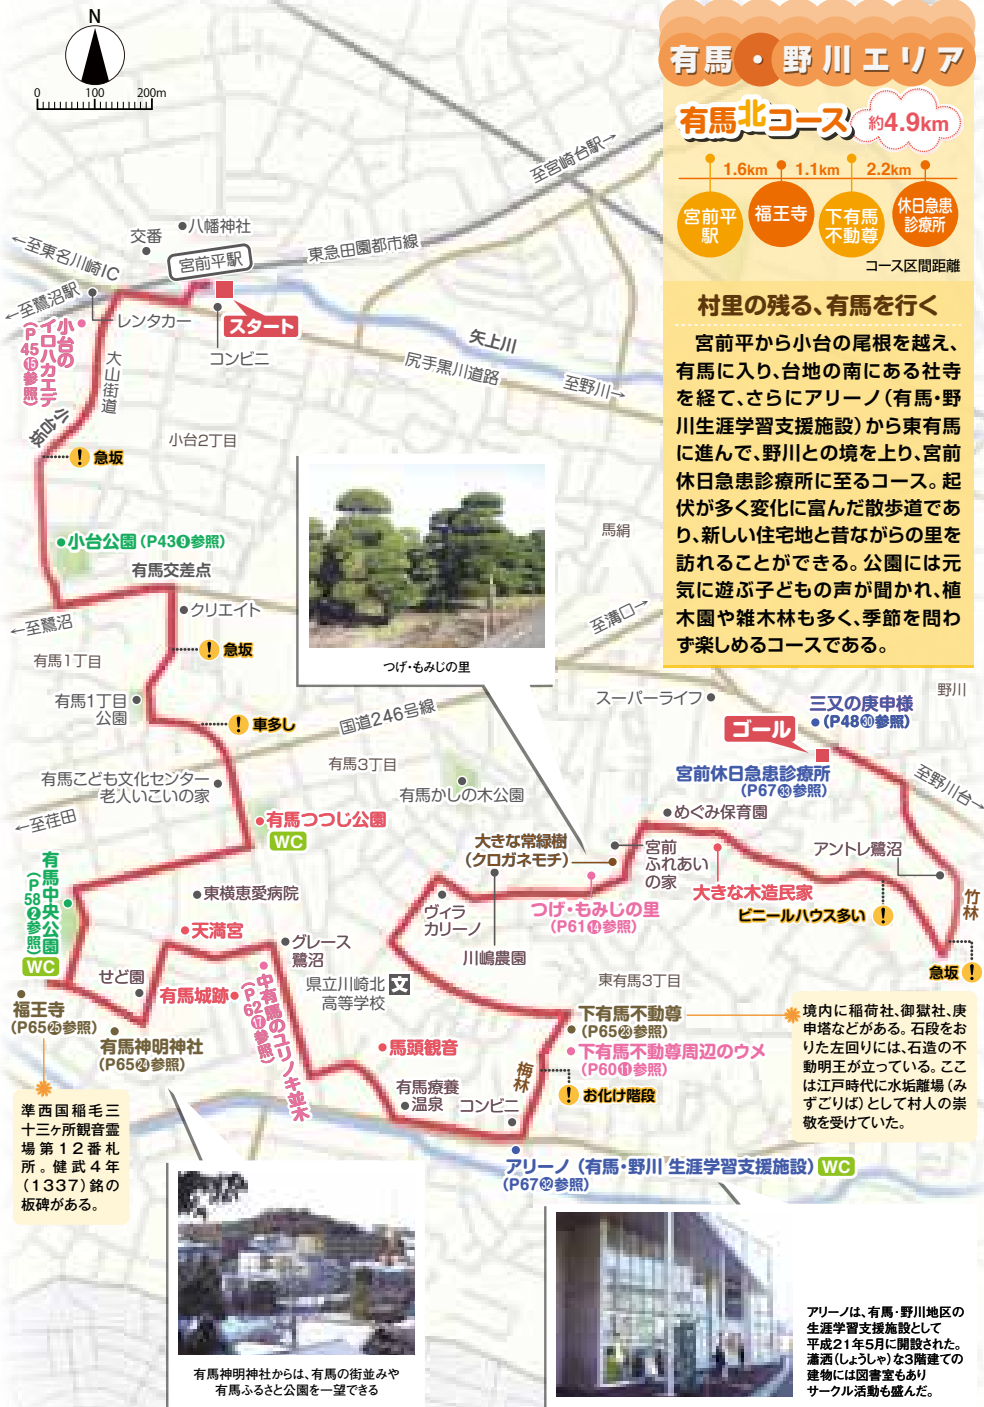 N
0 100 200m
有馬・野川エリア
有馬北コース 約4.9km
1.6km 1.1km 2.2km
宮前平
駅
福王寺
下有馬
不動尊
休日急患
診療所
コース区間距離
村里の残る、有馬を行く
宮前平から小台の尾根を越え、
有馬に入り、台地の南にある社寺
を経て、さらにアリーノ(有馬・野
川生涯学習支援施設)から東有馬
に進んで、野川との境を上り、宮前
休日急患診療所に至るコース。起
伏が多く変化に富んだ散歩道であ
り、新しい住宅地と昔ながらの里を
訪れることができる。公園には元
気に遊ぶ子どもの声が聞かれ、植
木園や雑木林も多く、季節を問わ
ず楽しめるコースである。
至宮崎台駅→
八幡神社
交番
宮前平駅
東急田園都市線
←至東名川崎IC
←至鷺沼駅
レンタカー
スタート
コンビニ
矢上川
尻手黒川道路
至野川→
小台の
イロハカエデ
(P45⑮参照)
大山街道
小台坂
! 急坂
小台2丁目
小台公園(P43❾参照)
有馬交差点
クリエイト
←至鷺沼
! 急坂
有馬1丁目
有馬1丁目
公園
! 車多し
国道246号線
馬絹
至溝口→
つげ・もみじの里
スーパーライフ
野川
三又の庚申様
(P48㉚参照)
ゴール
宮前休日急患診療所
(P67㉝参照)
至野川台→
有馬3丁目
有馬こども文化センター
老人いこいの家
有馬かしの木公園
←至荏田
有馬つつじ公園
WC
めぐみ保育園
大きな常緑樹
(クロガネモチ)
宮前
ふれあい
の家
アントレ鷺沼
大きな木造民家
竹林
ビニールハウス多い !
有馬中央公園
(P58❷参照)
WC
東横恵愛病院
天満宮
ヴィラ
カリーノ
つげ・もみじの里
(P61⑭参照)
川嶋農園
グレース
鷺沼
せど園
有馬城跡
中有馬のユリノキ並木
(P62⑰参照)
県立川崎北
高等学校
文
東有馬3丁目
急坂 !
福王寺
(P65㉕参照)
有馬神明神社
(P65㉔参照)
馬頭観音
下有馬不動尊
(P65㉓参照)
下有馬不動尊周辺のウメ
(P60⓫参照)
梅林
! お化け階段
有馬療養
温泉
コンビニ
境内に稲荷社、御嶽社、庚
申塔などがある。石段をお
りた左回りには、石造の不
動明王が立っている。ここ
は江戸時代に水垢離場(み
ずごりば)として村人の崇
敬を受けていた。
準西国稲毛三
十三ヶ所観音霊
場第12番札
所。健武4年
(1337)銘の
板碑がある。
アリーノ(有馬・野川 生涯学習支援施設) WC
(P67㉜参照)
有馬神明神社からは、有馬の街並みや
有馬ふるさと公園を一望できる
アリーノは、有馬・野川地区の
生涯学習支援施設として
平成21年5月に開設された。
瀟洒(しょうしゃ)な3階建ての
建物には図書室もあり
サークル活動も盛んだ。